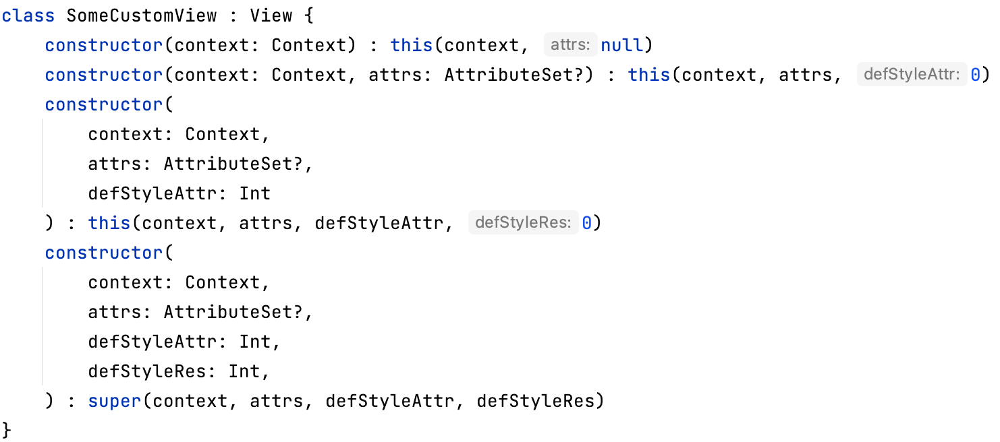 class SomeCustomView : View {
    constructor(context: Context) : this(context, attrs: null)
    constructor(context: Context, attrs: AttributeSet?) : this(context, attrs, defStyleAttr: 0)
    constructor(
        context: Context,
        attrs: AttributeSet?,
        defStyleAttr: Int
    ) : this(context, attrs, defStyleAttr, defStyleRes: 0)
    constructor(
        context: Context,
        attrs: AttributeSet?,
        defStyleAttr: Int,
        defStyleRes: Int,
    ) : super(context, attrs, defStyleAttr, defStyleRes)
}